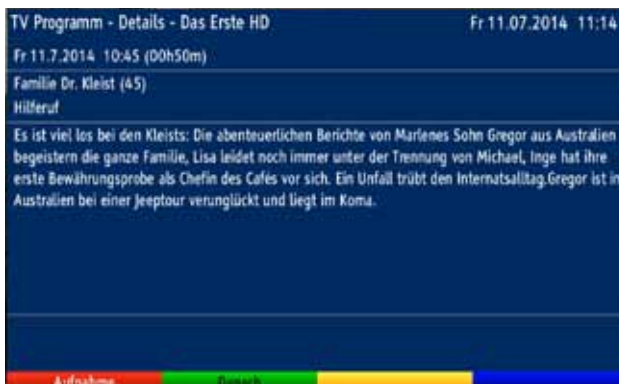 TV Programm - Details - Das Erste HD Fr 11.07.2014 11:14
Fr 11.7.2014 10:45 (00h50m)
Familie Dr. Kleist (45)
Hilferuf
Es ist viel los bei den Kleists: Die abenteuerlichen Berichte von Marlenes Sohn Gregor aus Australien
begeistern die ganze Familie, Lisa leidet noch immer unter der Trennung von Michael, Inge hat ihre
erste Bewährungsprobe als Chefin des Cafes vor sich. Ein Unfall trübt den Internatsalltag.Gregor ist in
Australien bei einer Jeeptour verunglückt und liegt im Koma.
Aufnahme